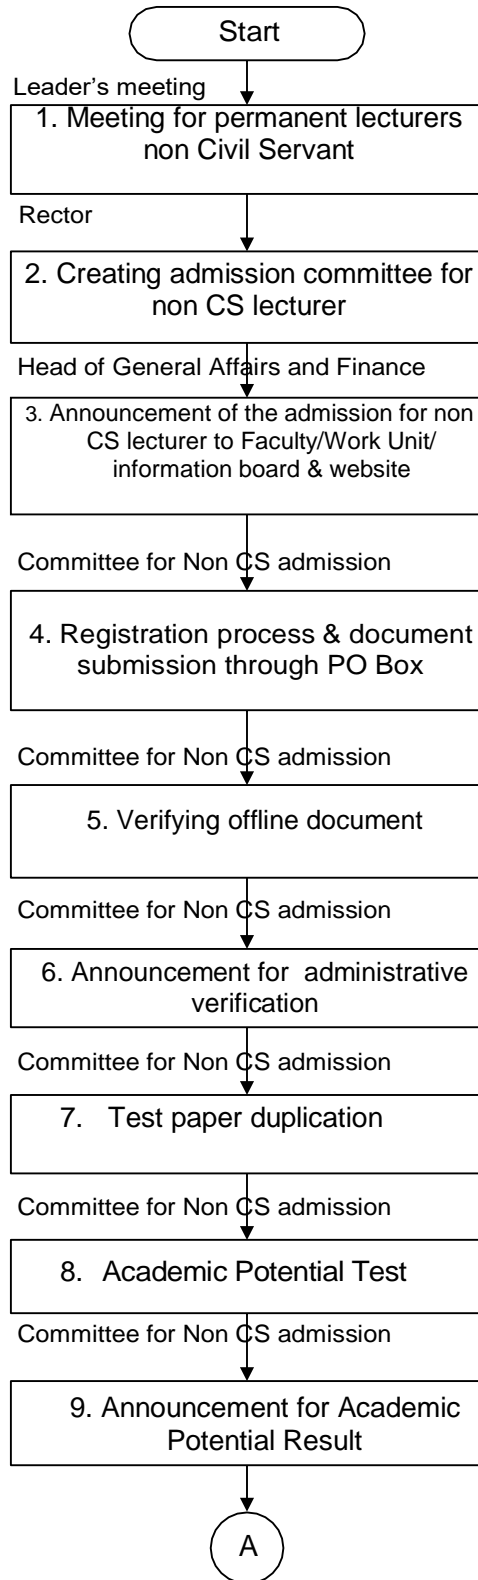 Start
Leader's meeting
1. Meeting for permanent lecturers
non Civil Servant
Rector
2. Creating admission committee for
non CS lecturer
Head of General Affairs and Finance
3. Announcement of the admission for non
CS lecturer to Faculty/Work Unit/
information board & website
Committee for Non CS admission
4. Registration process & document
submission through PO Box
Committee for Non CS admission
5. Verifying offline document
Committee for Non CS admission
6. Announcement for administrative
verification
Committee for Non CS admission
7. Test paper duplication
Committee for Non CS admission
8. Academic Potential Test
Committee for Non CS admission
9. Announcement for Academic
Potential Result
A